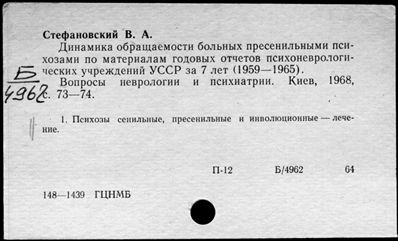 Стефановский В. А.
Динамика обращаемости больных пресенильными пси-
хозами по материалам годовых отчетов психоневрологи-
ческих учреждений УССР за 7 лет (1959—1965).
Б/4962
Вопросы неврологии и психиатрии. Киев, 1968,
с. 73—74.
1. Психозы сенильные, пресенильные и инволюционные — лече-
ние.
П-12 Б/4962 64
148—1439 ГЦНМБ